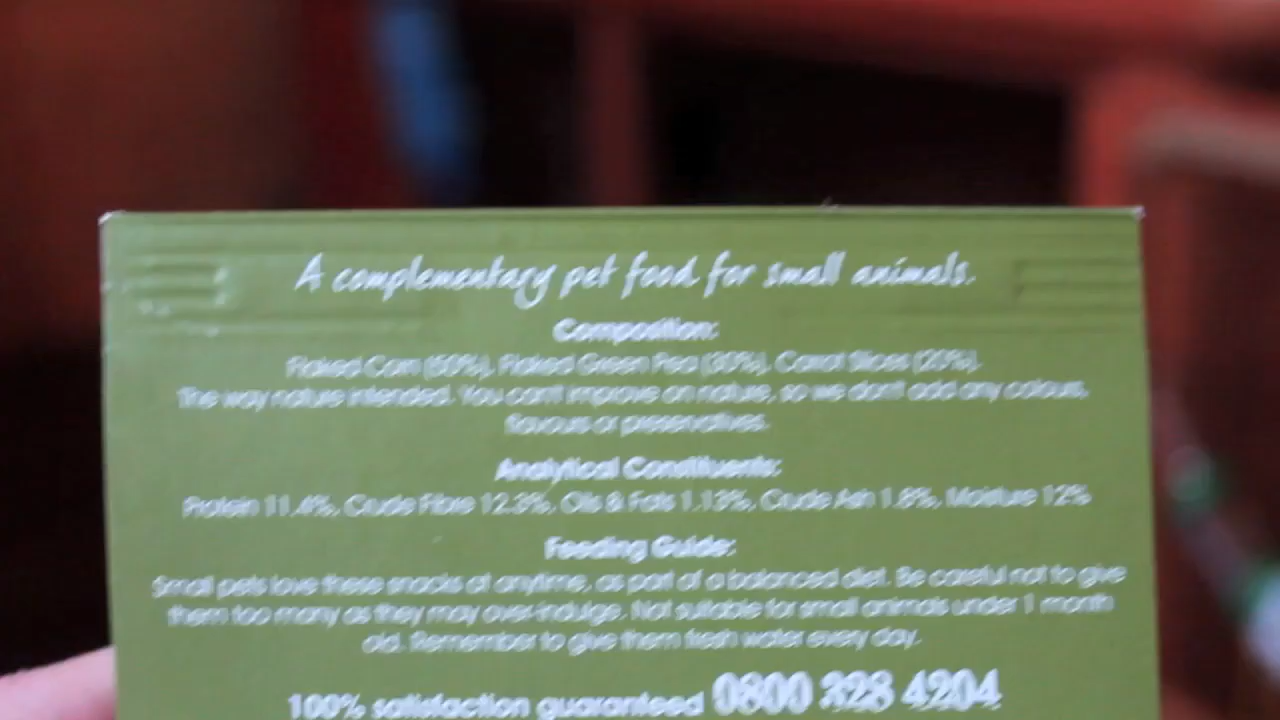 A complementary pet food for small animals.
Composition:
Flaked Corn (50%), Flaked Green Pea (30%), Carrot Slices (20%).
The way nature intended. You can't improve on nature, so we don't add any colours,
flavours or preservatives.
Analytical Constituents:
Protein 11.4%, Crude Fibre 12.3%, Oils & Fats 1.13%, Crude Ash 1.8%, Moisture 12%
Feeding Guide:
Small pets love these snacks at anytime, as part of a balanced diet. Be careful not to give
them too many as they may over-indulge. Not suitable for small animals under 1 month
old. Remember to give them fresh water every day.
100% satisfaction guaranteed 0800 328 4204